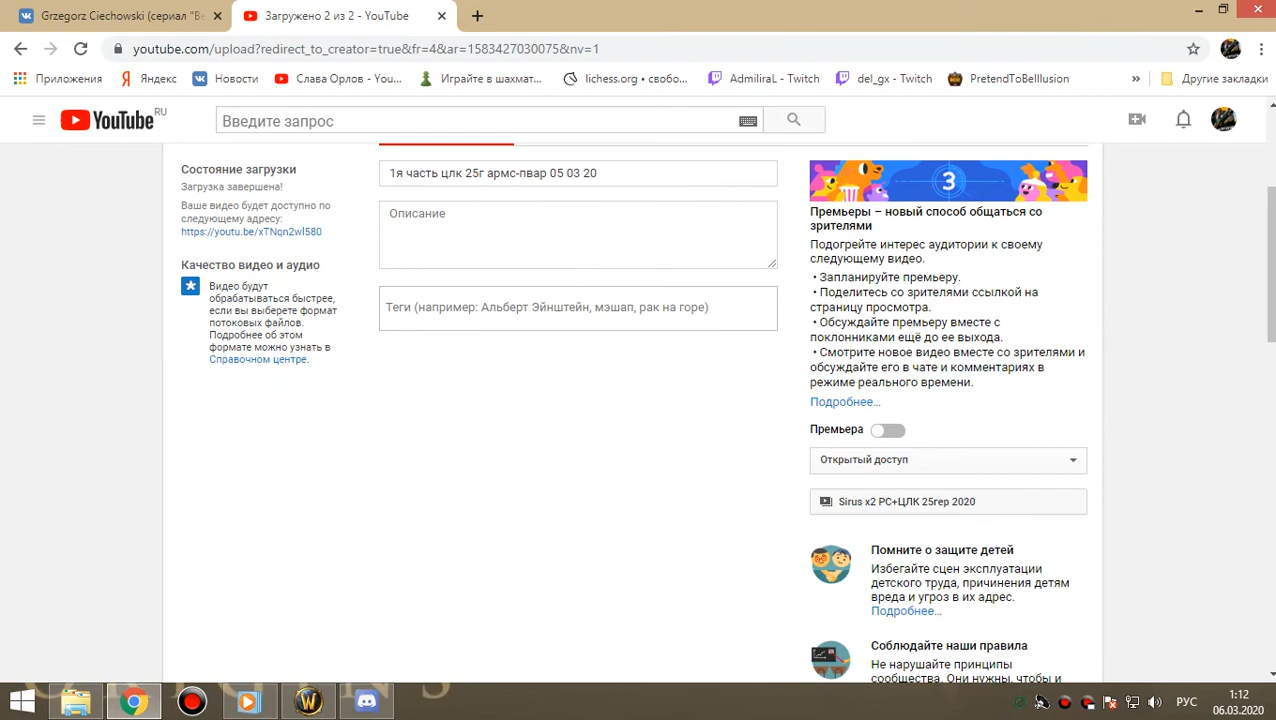 Grzegorz Ciechowski (сериал "Ве
Загружено 2 из 2 - YouTube
youtube.com/upload?redirect_to_creator=true&fr=4&ar=1583427030075&nv=1
Приложения
Яндекс
Новости
Слава Орлов - You...
Играйте в шахмат...
lichess.org • свобо...
AdmiraL - Twitch
del_gx - Twitch
PretendToBeIllusion
»
Другие закладки
YouTube RU
Введите запрос
Состояние загрузки
Загрузка завершена!
Ваше видео будет доступно по
следующему адресу:
https://youtu.be/xTNqn2wl580
Качество видео и аудио
Видео будут
обрабатываться быстрее,
если вы выберете формат
потоковых файлов.
Подробнее об этом
формате можно узнать в
Справочном центре.
1я часть цлк 25г армс-пвар 05 03 20
Описание
Теги (например: Альберт Эйнштейн, мэшап, рак на горе)
3
Премьеры – новый способ общаться со
зрителями
Подогрейте интерес аудитории к своему
следующему видео.
• Запланируйте премьеру.
• Поделитесь со зрителями ссылкой на
страницу просмотра.
• Обсуждайте премьеру вместе с
поклонниками ещё до ее выхода.
• Смотрите новое видео вместе со зрителями и
обсуждайте его в чате и комментариях в
режиме реального времени.
Подробнее...
Премьера
Открытый доступ
Sirus x2 РС+ЦЛК 25гер 2020
Помните о защите детей
Избегайте сцен эксплуатации
детского труда, причинения детям
вреда и угроз в их адрес.
Подробнее...
Соблюдайте наши правила
Не нарушайте принципы
сообщества. Они нужны, чтобы и
РУС
1:12
06.03.2020